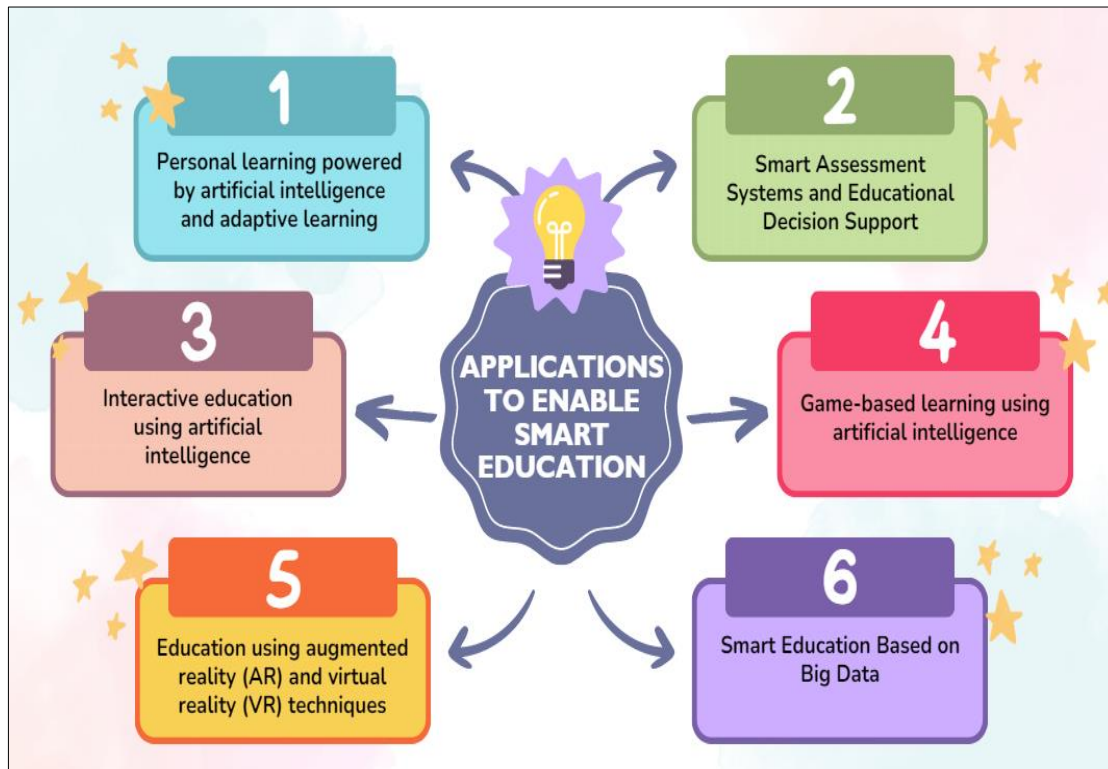 1
Personal learning powered
by artificial intelligence
and adaptive learning
2
Smart Assessment
Systems and Educational
Decision Support
APPLICATIONS
TO ENABLE
SMART
EDUCATION
3
Interactive education
using artificial
intelligence
4
Game-based learning using
artificial intelligence
5
Education using augmented
reality (AR) and virtual
reality (VR) techniques
6
Smart Education Based on
Big Data